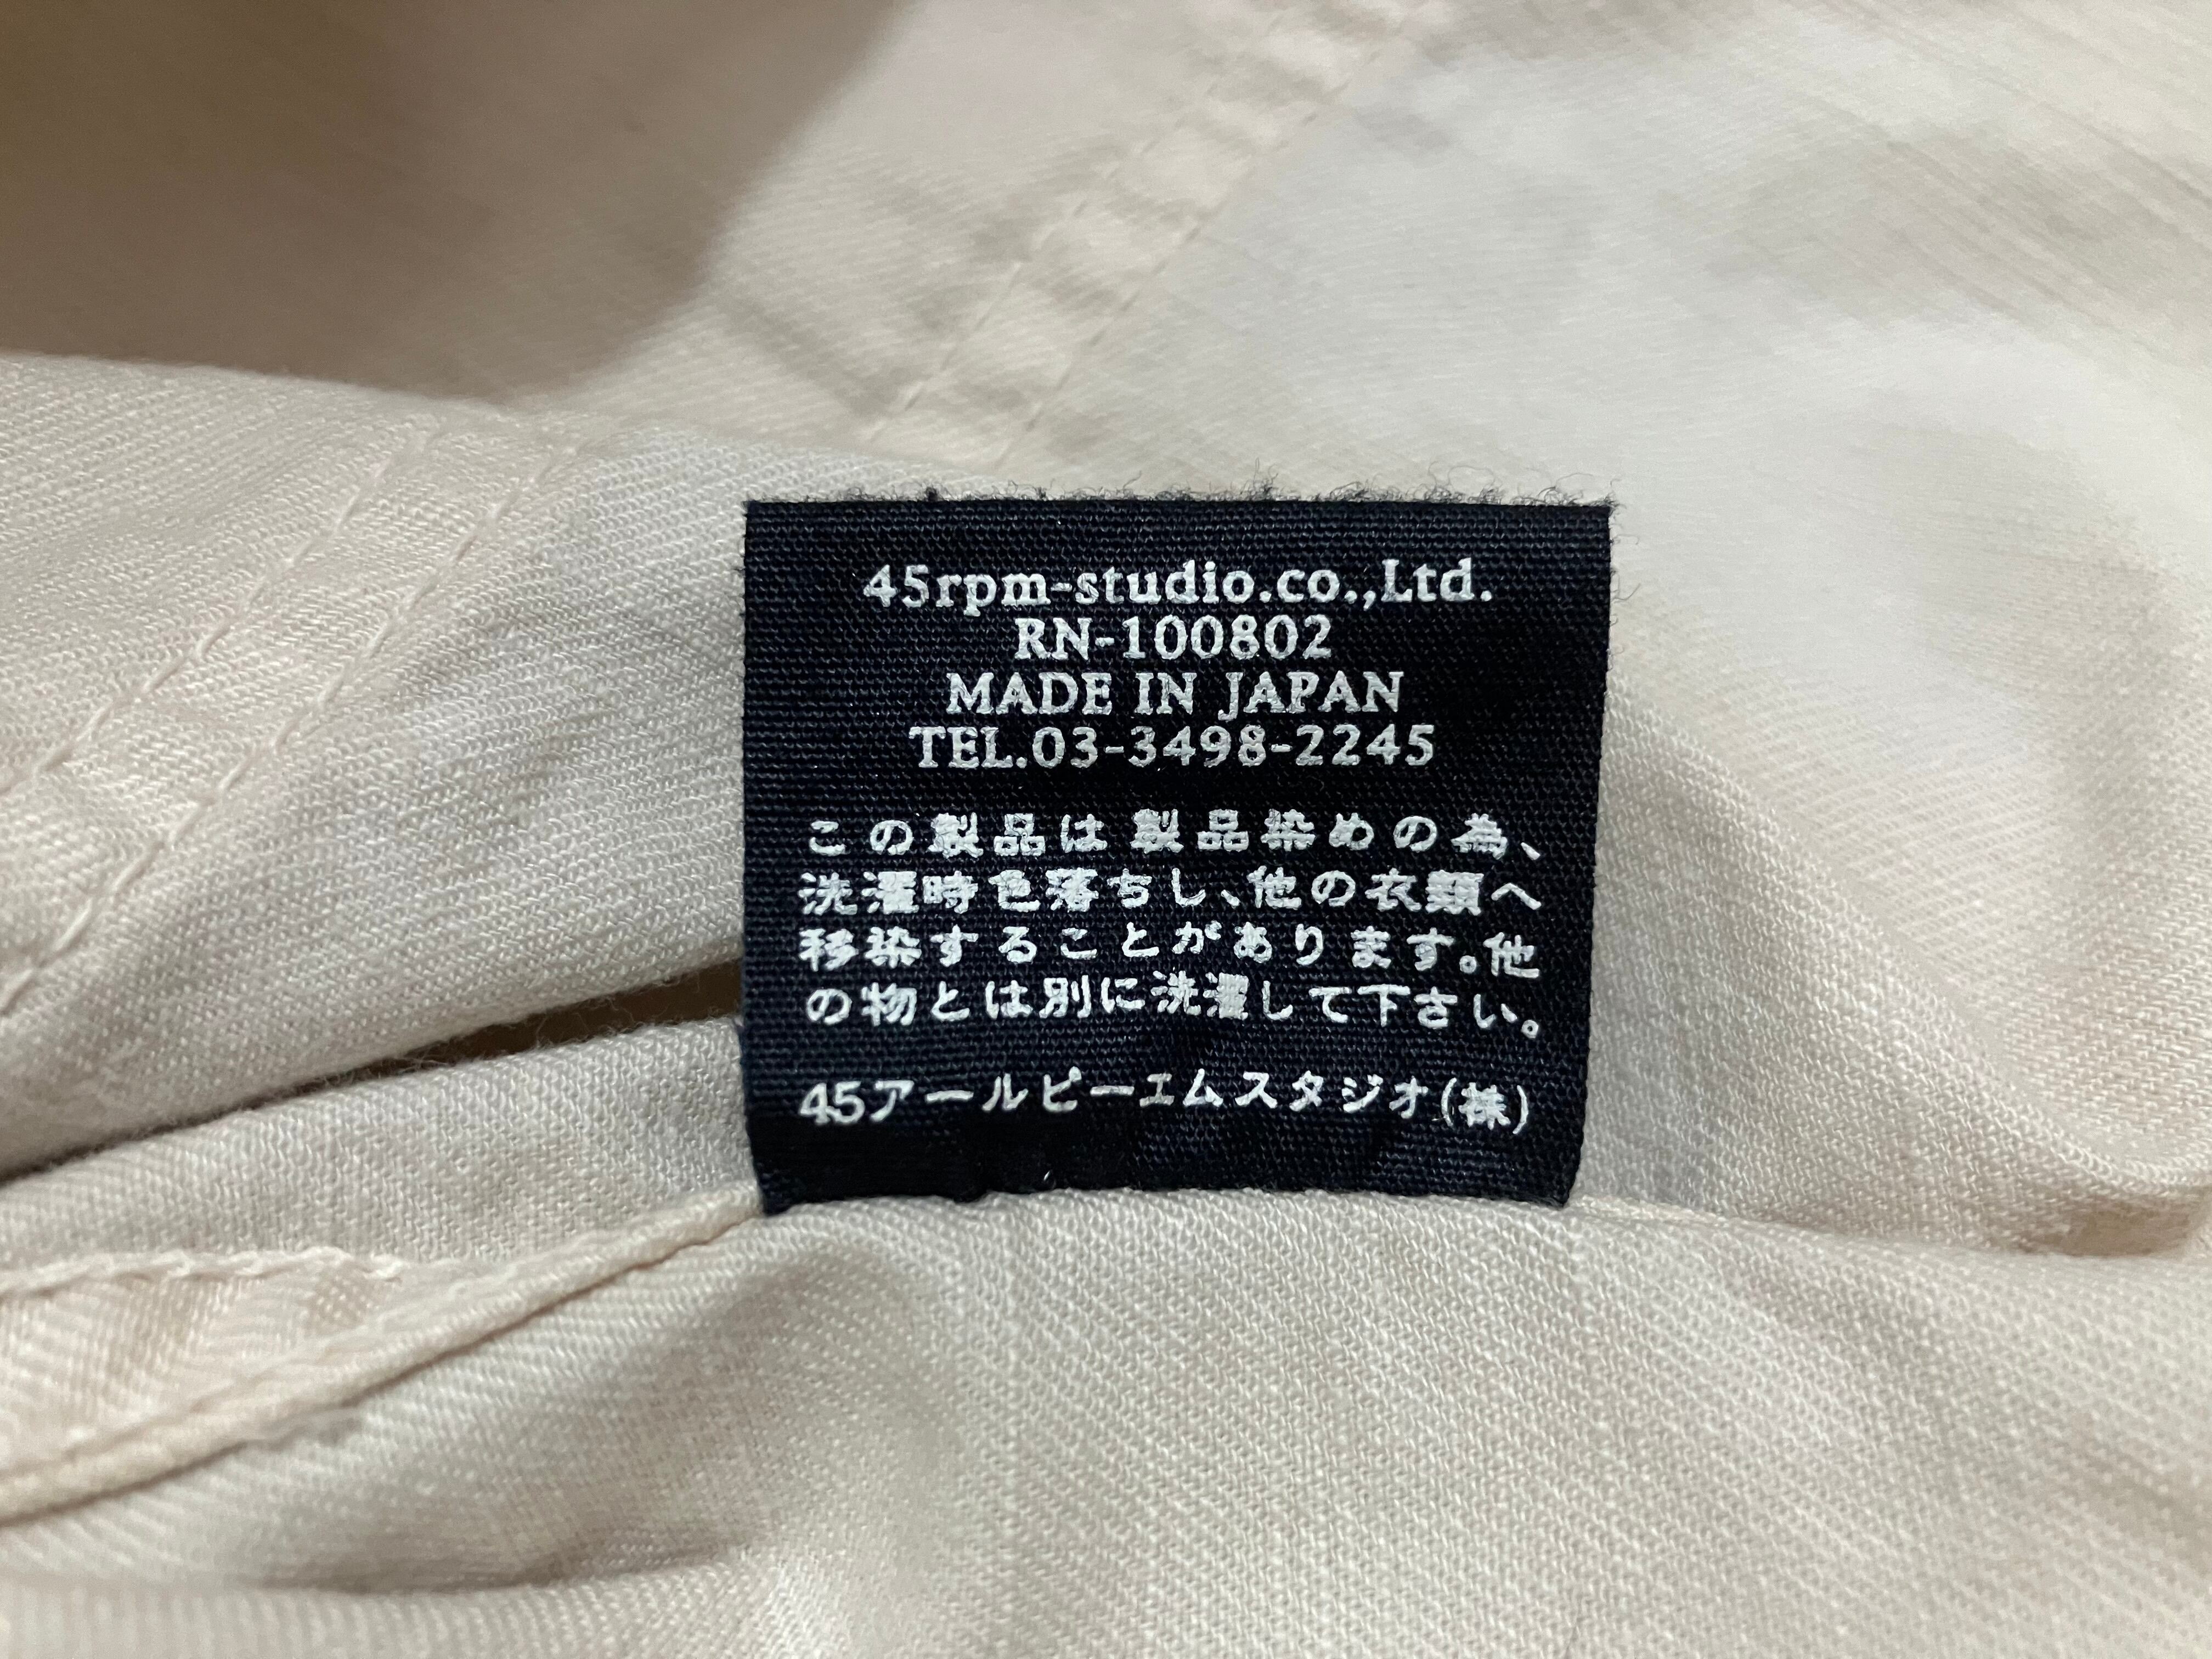 45rpm-studio.co.,Ltd.
RN-100802
MADE IN JAPAN
TEL.03-3498-2245
この製品は製品染めの為、
洗濯時色落ちし、他の衣類へ
移染することがあります。他
の物とは別に洗濯して下さい。
45アールピーエムスタジオ(株)